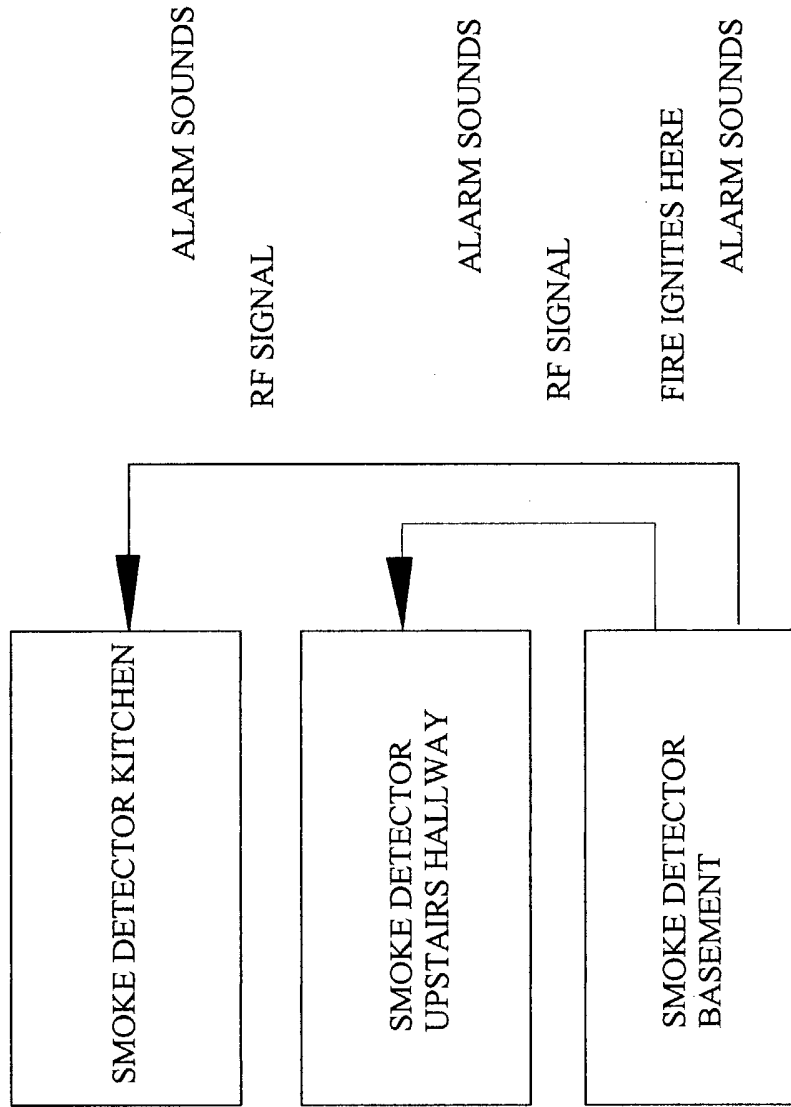 SMOKE DETECTOR KITCHEN
ALARM SOUNDS
RF SIGNAL
SMOKE DETECTOR
UPSTAIRS HALLWAY
ALARM SOUNDS
RF SIGNAL
SMOKE DETECTOR
BASEMENT
FIRE IGNITES HERE
ALARM SOUNDS